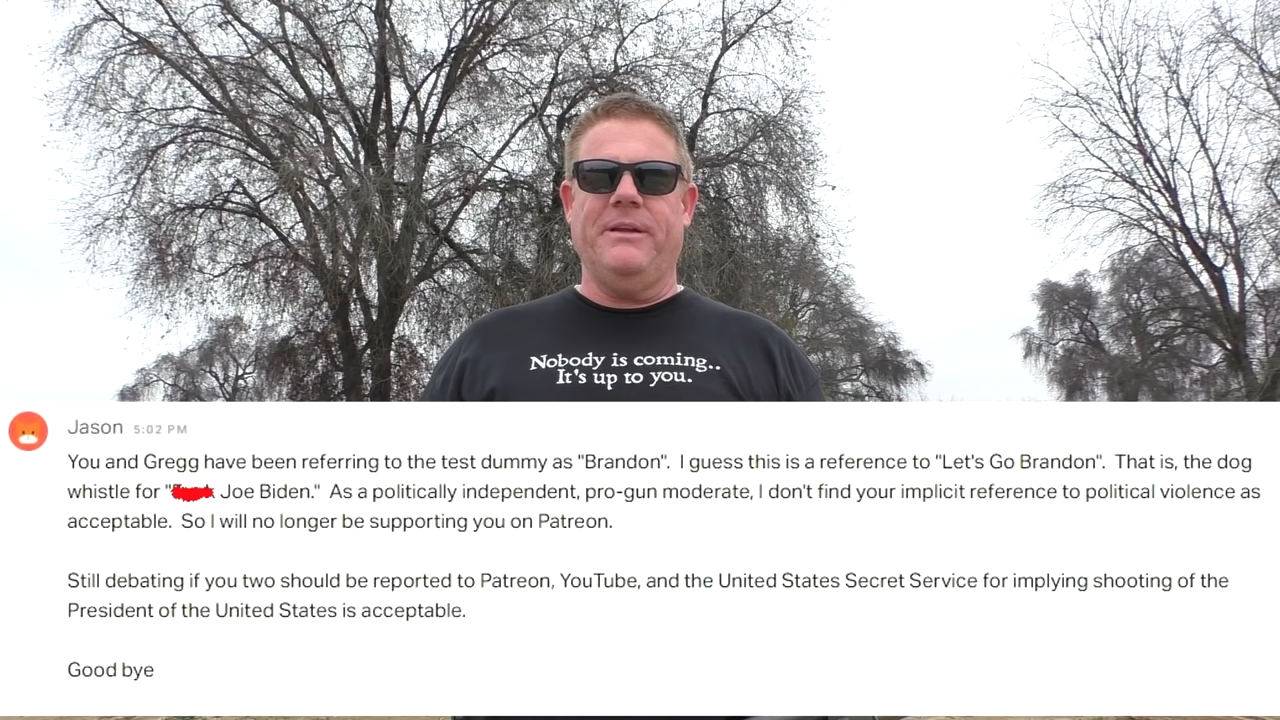 Nobody is coming..
It's up to you.
Jason 5:02 PM
You and Gregg have been referring to the test dummy as "Brandon".  I guess this is a reference to "Let's Go Brandon".  That is, the dog
whistle for " Joe Biden."  As a politically independent, pro-gun moderate, I don't find your implicit reference to political violence as
acceptable.  So I will no longer be supporting you on Patreon.
Still debating if you two should be reported to Patreon, YouTube, and the United States Secret Service for implying shooting of the
President of the United States is acceptable.
Good bye